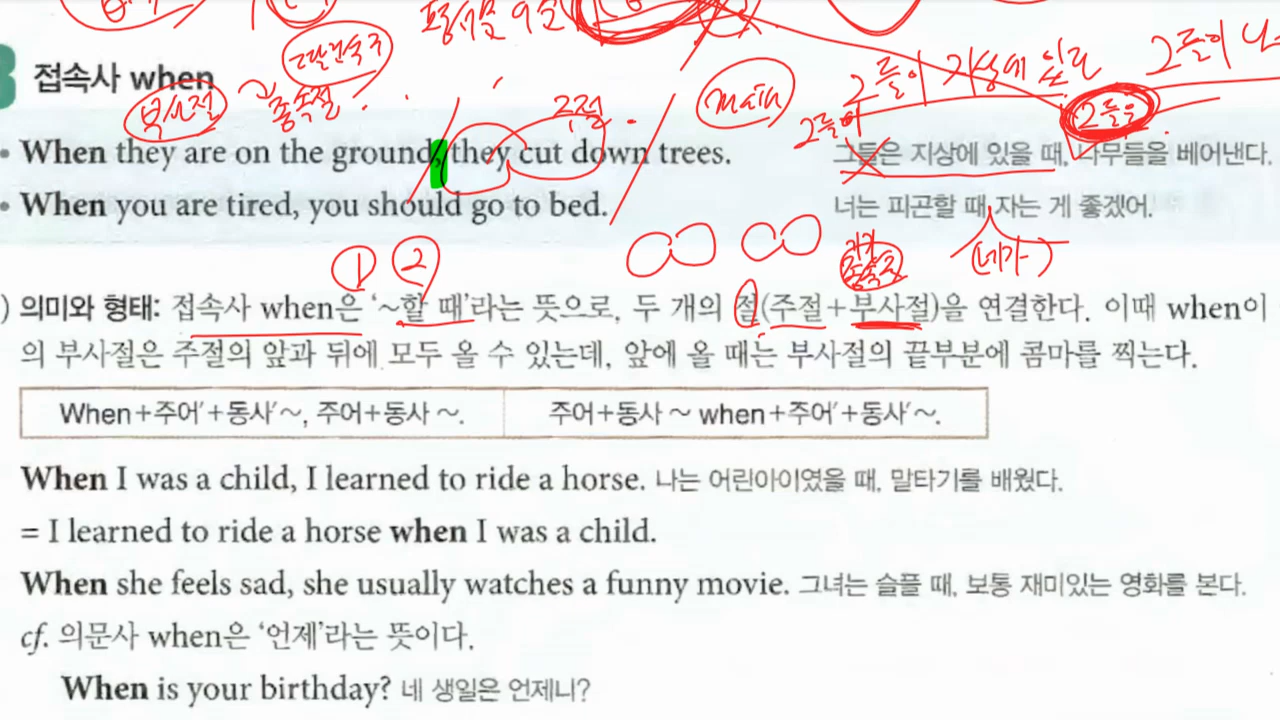 그들이 지상에 있을
접속사 when
부사절
~종속절
주절.
main
그들이
그들은
• When they are on the ground, they cut down trees. 그들은 지상에 있을 때, 나무들을 베어낸다.
• When you are tired, you should go to bed. 너는 피곤할 때, 자는 게 좋겠어.
① ②
(네가)
) 의미와 형태: 접속사 when은 ‘~할 때’라는 뜻으로, 두 개의 절(주절+부사절)을 연결한다. 이때 when이
의 부사절은 주절의 앞과 뒤에 모두 올 수 있는데, 앞에 올 때는 부사절의 끝부분에 콤마를 찍는다.
When+주어′+동사′~, 주어+동사 ~. 주어+동사 ~ when+주어′+동사′~.
When I was a child, I learned to ride a horse. 나는 어린아이였을 때, 말타기를 배웠다.
= I learned to ride a horse when I was a child.
When she feels sad, she usually watches a funny movie. 그녀는 슬플 때, 보통 재미있는 영화를 본다.
cf. 의문사 when은 ‘언제’라는 뜻이다.
When is your birthday? 네 생일은 언제니?